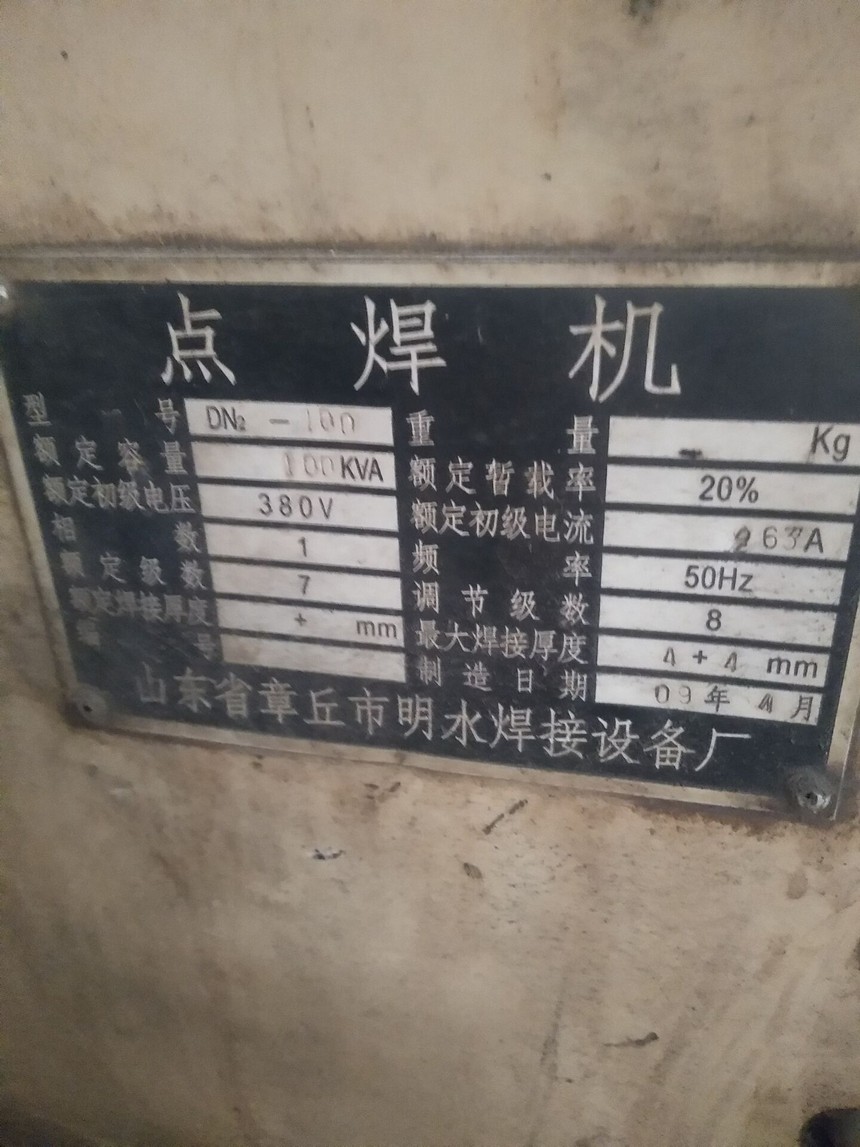 点焊机
型号 DN₂-100 重量 Kg
额定容量 100KVA 额定暂载率 20%
额定初级电压 380V 额定初级电流 263A
相数 1 频率 50Hz
额定级数 7 调节级数 8
额定焊接厚度 + mm 最大焊接厚度 4+4 mm
编号 制造日期 09年4月
山东省章丘市明水焊接设备厂